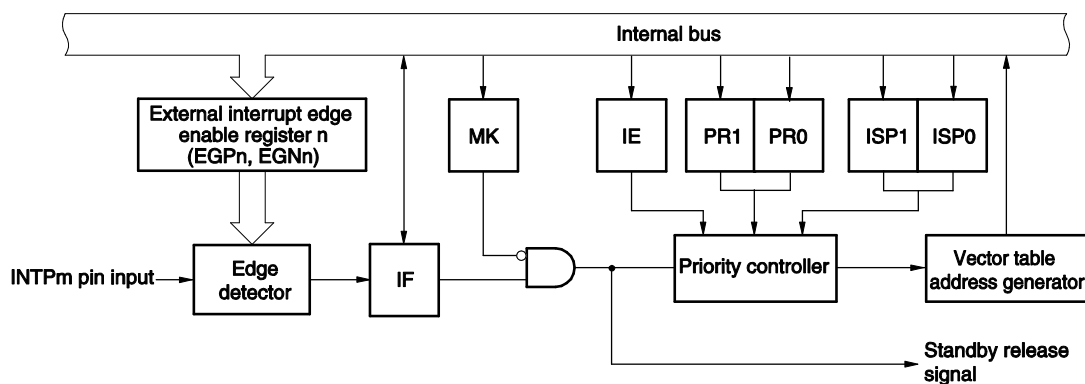 Internal bus
External interrupt edge
enable register n
(EGPn, EGNn)
MK
IE
PR1
PR0
ISP1
ISP0
INTPm pin input
Edge
detector
IF
Priority controller
Vector table
address generator
Standby release
signal